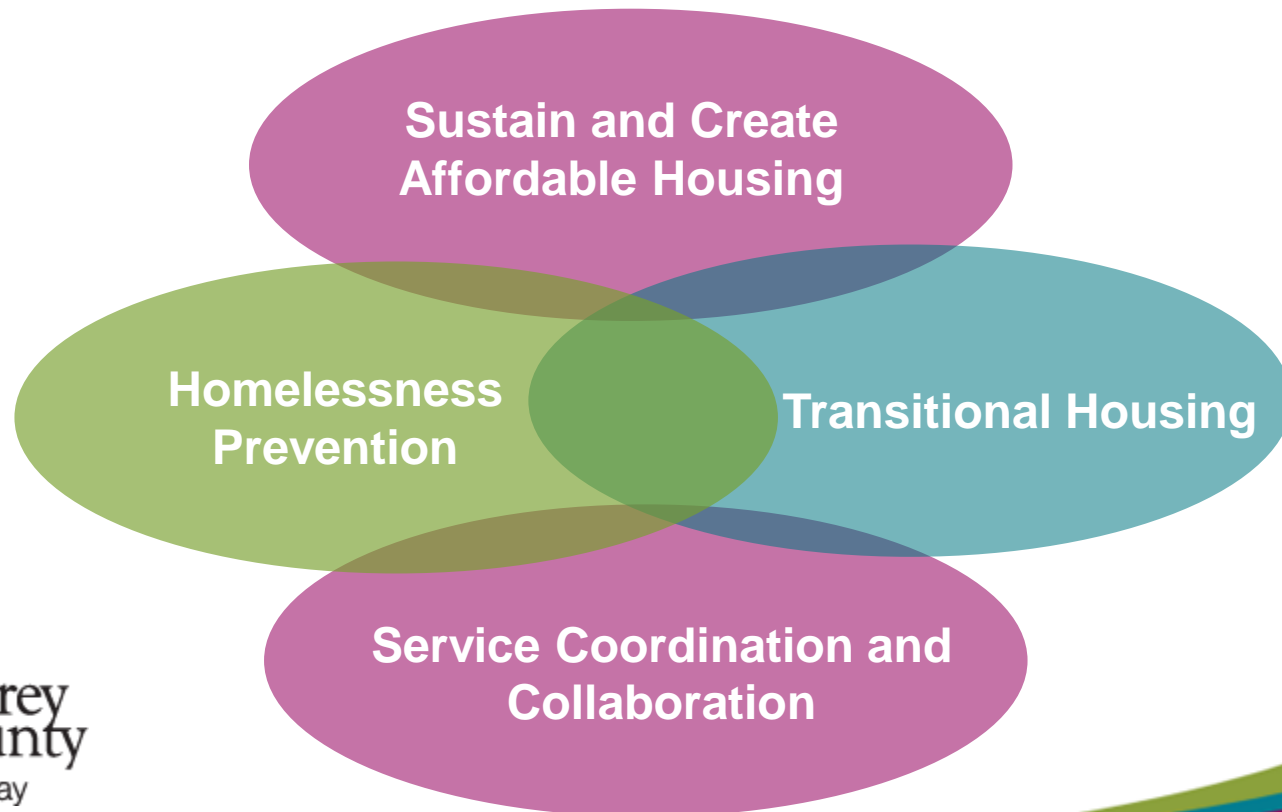 Sustain and Create
Affordable Housing
Homelessness
Prevention
Transitional Housing
Service Coordination and
Collaboration